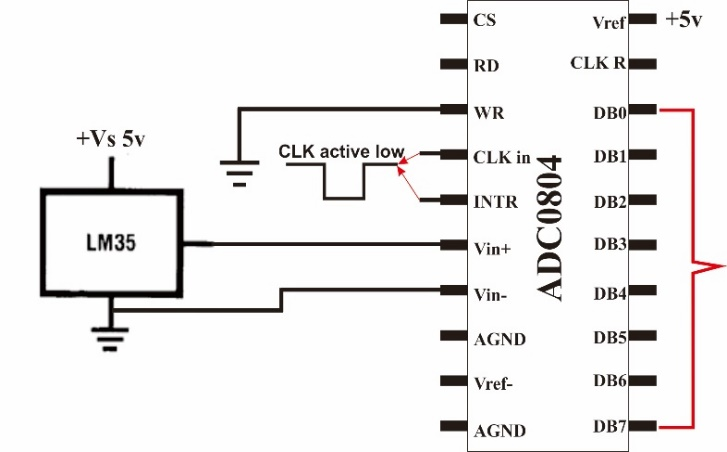 CS
Vref
+5v
RD
CLK R
WR
DB0
+Vs 5v
CLK active low
CLK in
DB1
INTR
DB2
LM35
Vin+
DB3
ADC0804
Vin-
DB4
AGND
DB5
Vref-
DB6
AGND
DB7